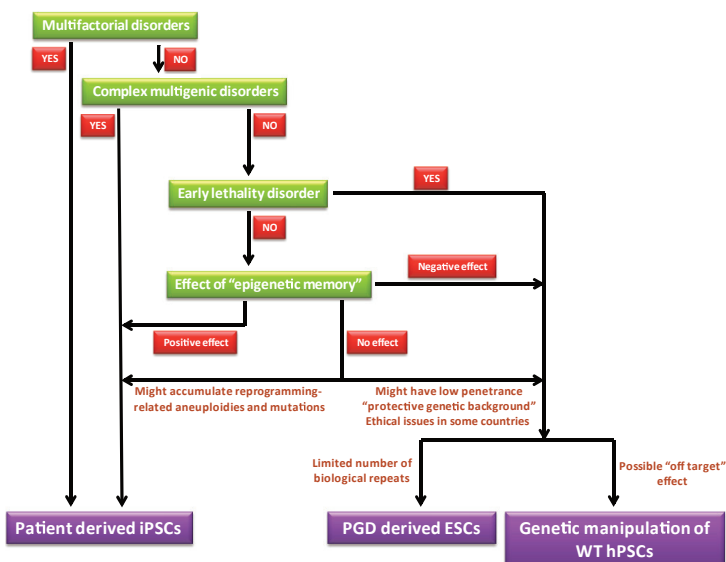 Multifactorial disorders
YES
NO
Complex multigenic disorders
YES
NO
Early lethality disorder
YES
NO
Effect of “epigenetic memory”
Negative effect
Positive effect
No effect
Might accumulate reprogramming-
related aneuploidies and mutations
Might have low penetrance
“protective genetic background”
Ethical issues in some countries
Limited number of
biological repeats
Possible “off target”
effect
Patient derived iPSCs
PGD derived ESCs
Genetic manipulation of
WT hPSCs